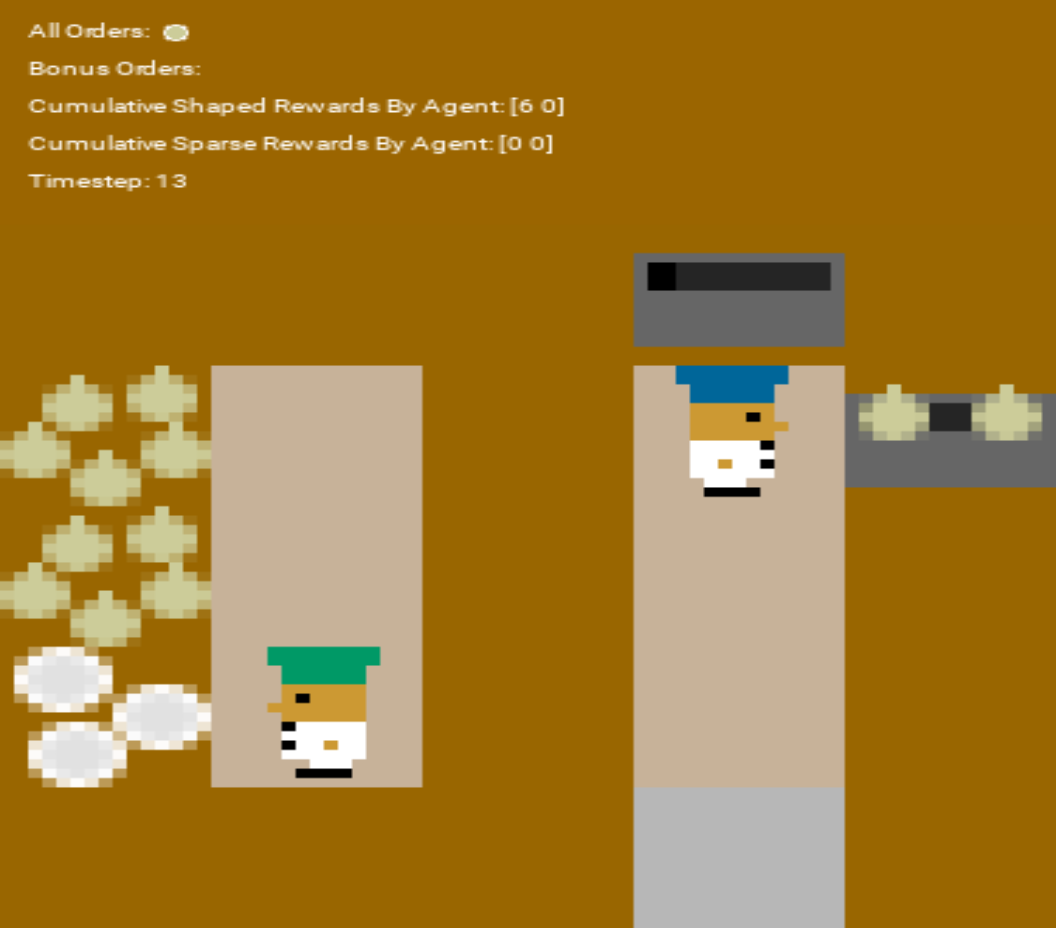 All Orders:
Bonus Orders:
Cumulative Shaped Rewards By Agent: [6 0]
Cumulative Sparse Rewards By Agent: [0 0]
Timestep: 13